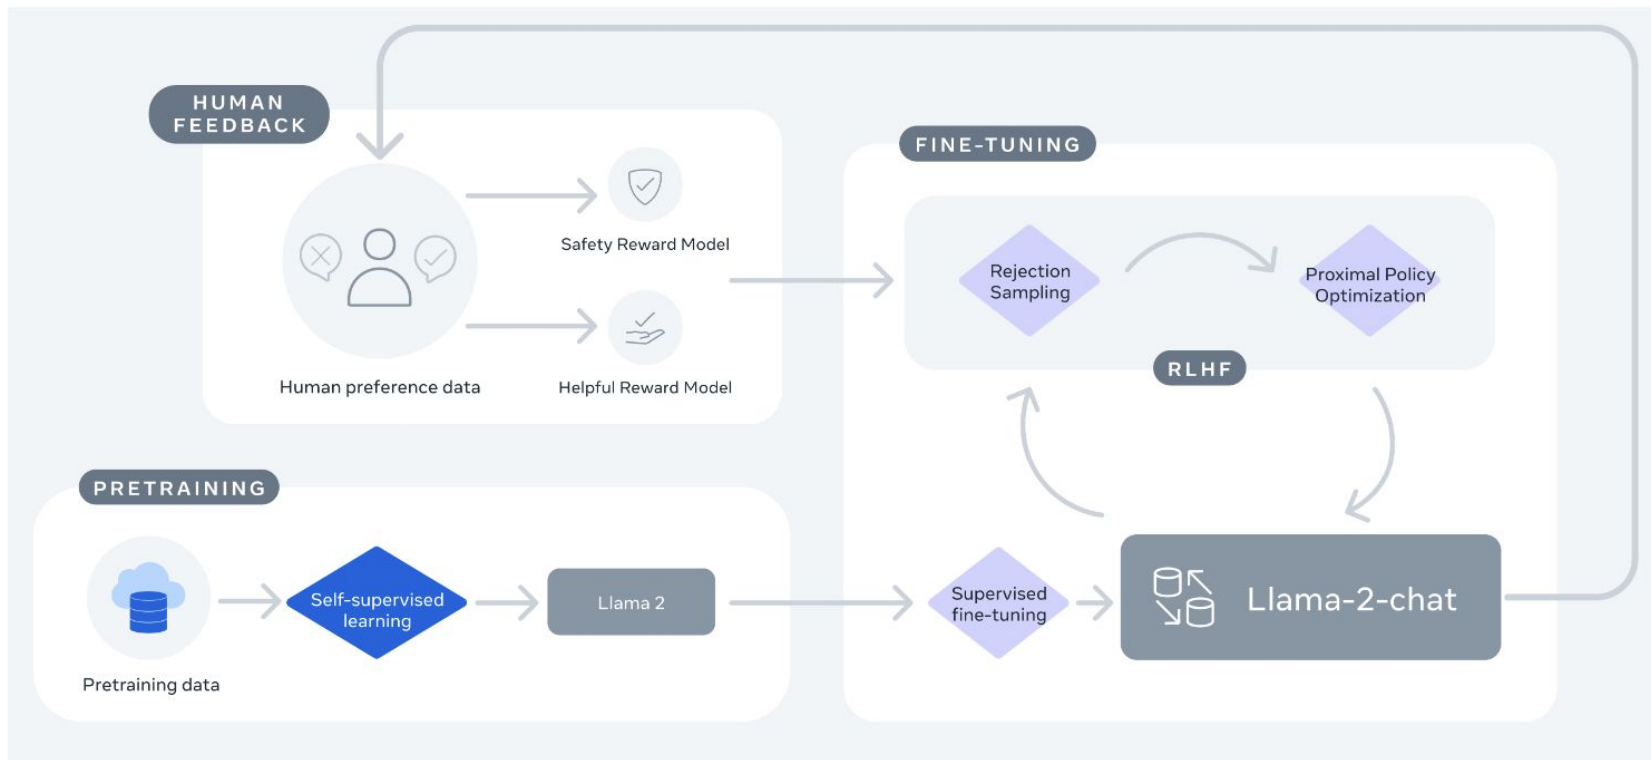 HUMAN
FEEDBACK
Safety Reward Model
Human preference data
Helpful Reward Model
FINE-TUNING
Rejection
Sampling
Proximal Policy
Optimization
RLHF
PRETRAINING
Pretraining data
Self-supervised
learning
Llama 2
Supervised
fine-tuning
Llama-2-chat